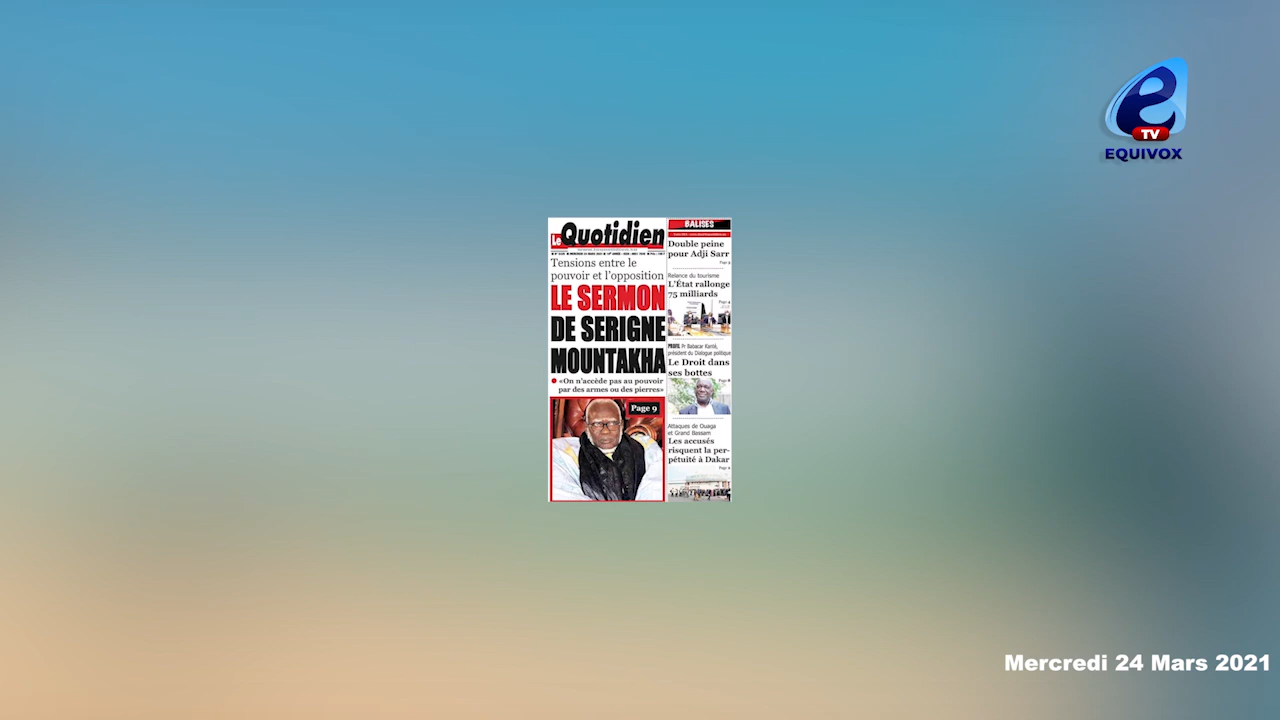 e
TV
EQUIVOX
Le Quotidien
Tensions entre le
pouvoir et l'opposition
LE SERMON
DE SERIGNE
MOUNTAKHA
«On n'accède pas au pouvoir
par des armes ou des pierres»
Page 9
BALISES
Double peine
pour Adji Sarr
Relance du tourisme
L'État rallonge
75 milliards
Page 4
PROFIL Pr Babacar Kanté,
président du Dialogue politique
Le Droit dans
ses bottes
Attaques de Ouaga
et Grand Bassam
Les accusés
risquent la per-
pétuité à Dakar
Mercredi 24 Mars 2021